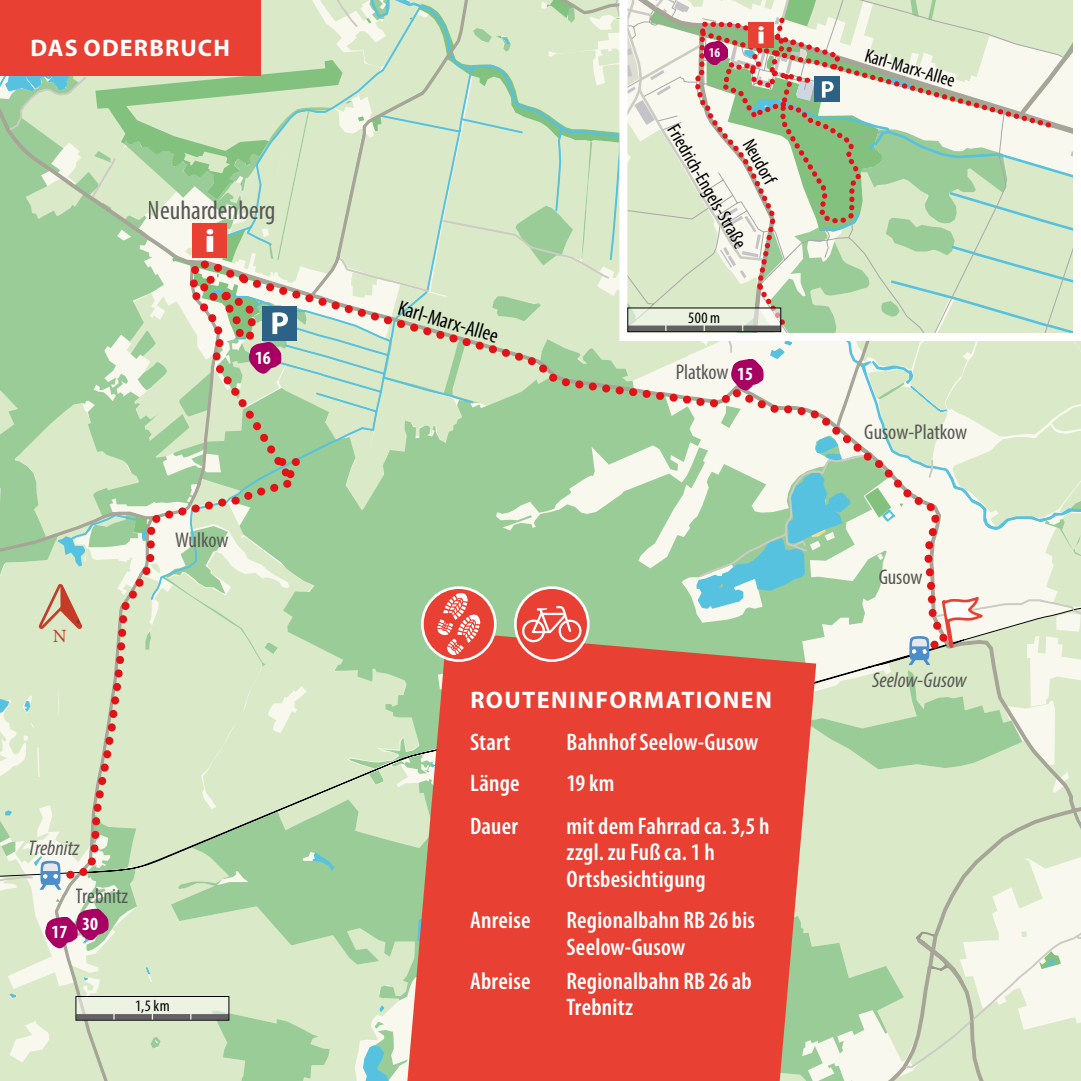 DAS ODERBRUCH
i
16
Karl-Marx-Allee
P
Friedrich-Engels-Straße
Neudorf
500 m
Neuhardenberg
i
P
16
Karl-Marx-Allee
Platkow
15
Gusow-Platkow
Wulkow
Gusow
N
Seelow-Gusow
Trebnitz
Trebnitz
17
30
1,5 km
ROUTENINFORMATIONEN
Start Bahnhof Seelow-Gusow
Länge 19 km
Dauer mit dem Fahrrad ca. 3,5 h
zzgl. zu Fuß ca. 1 h
Ortsbesichtigung
Anreise Regionalbahn RB 26 bis
Seelow-Gusow
Abreise Regionalbahn RB 26 ab
Trebnitz